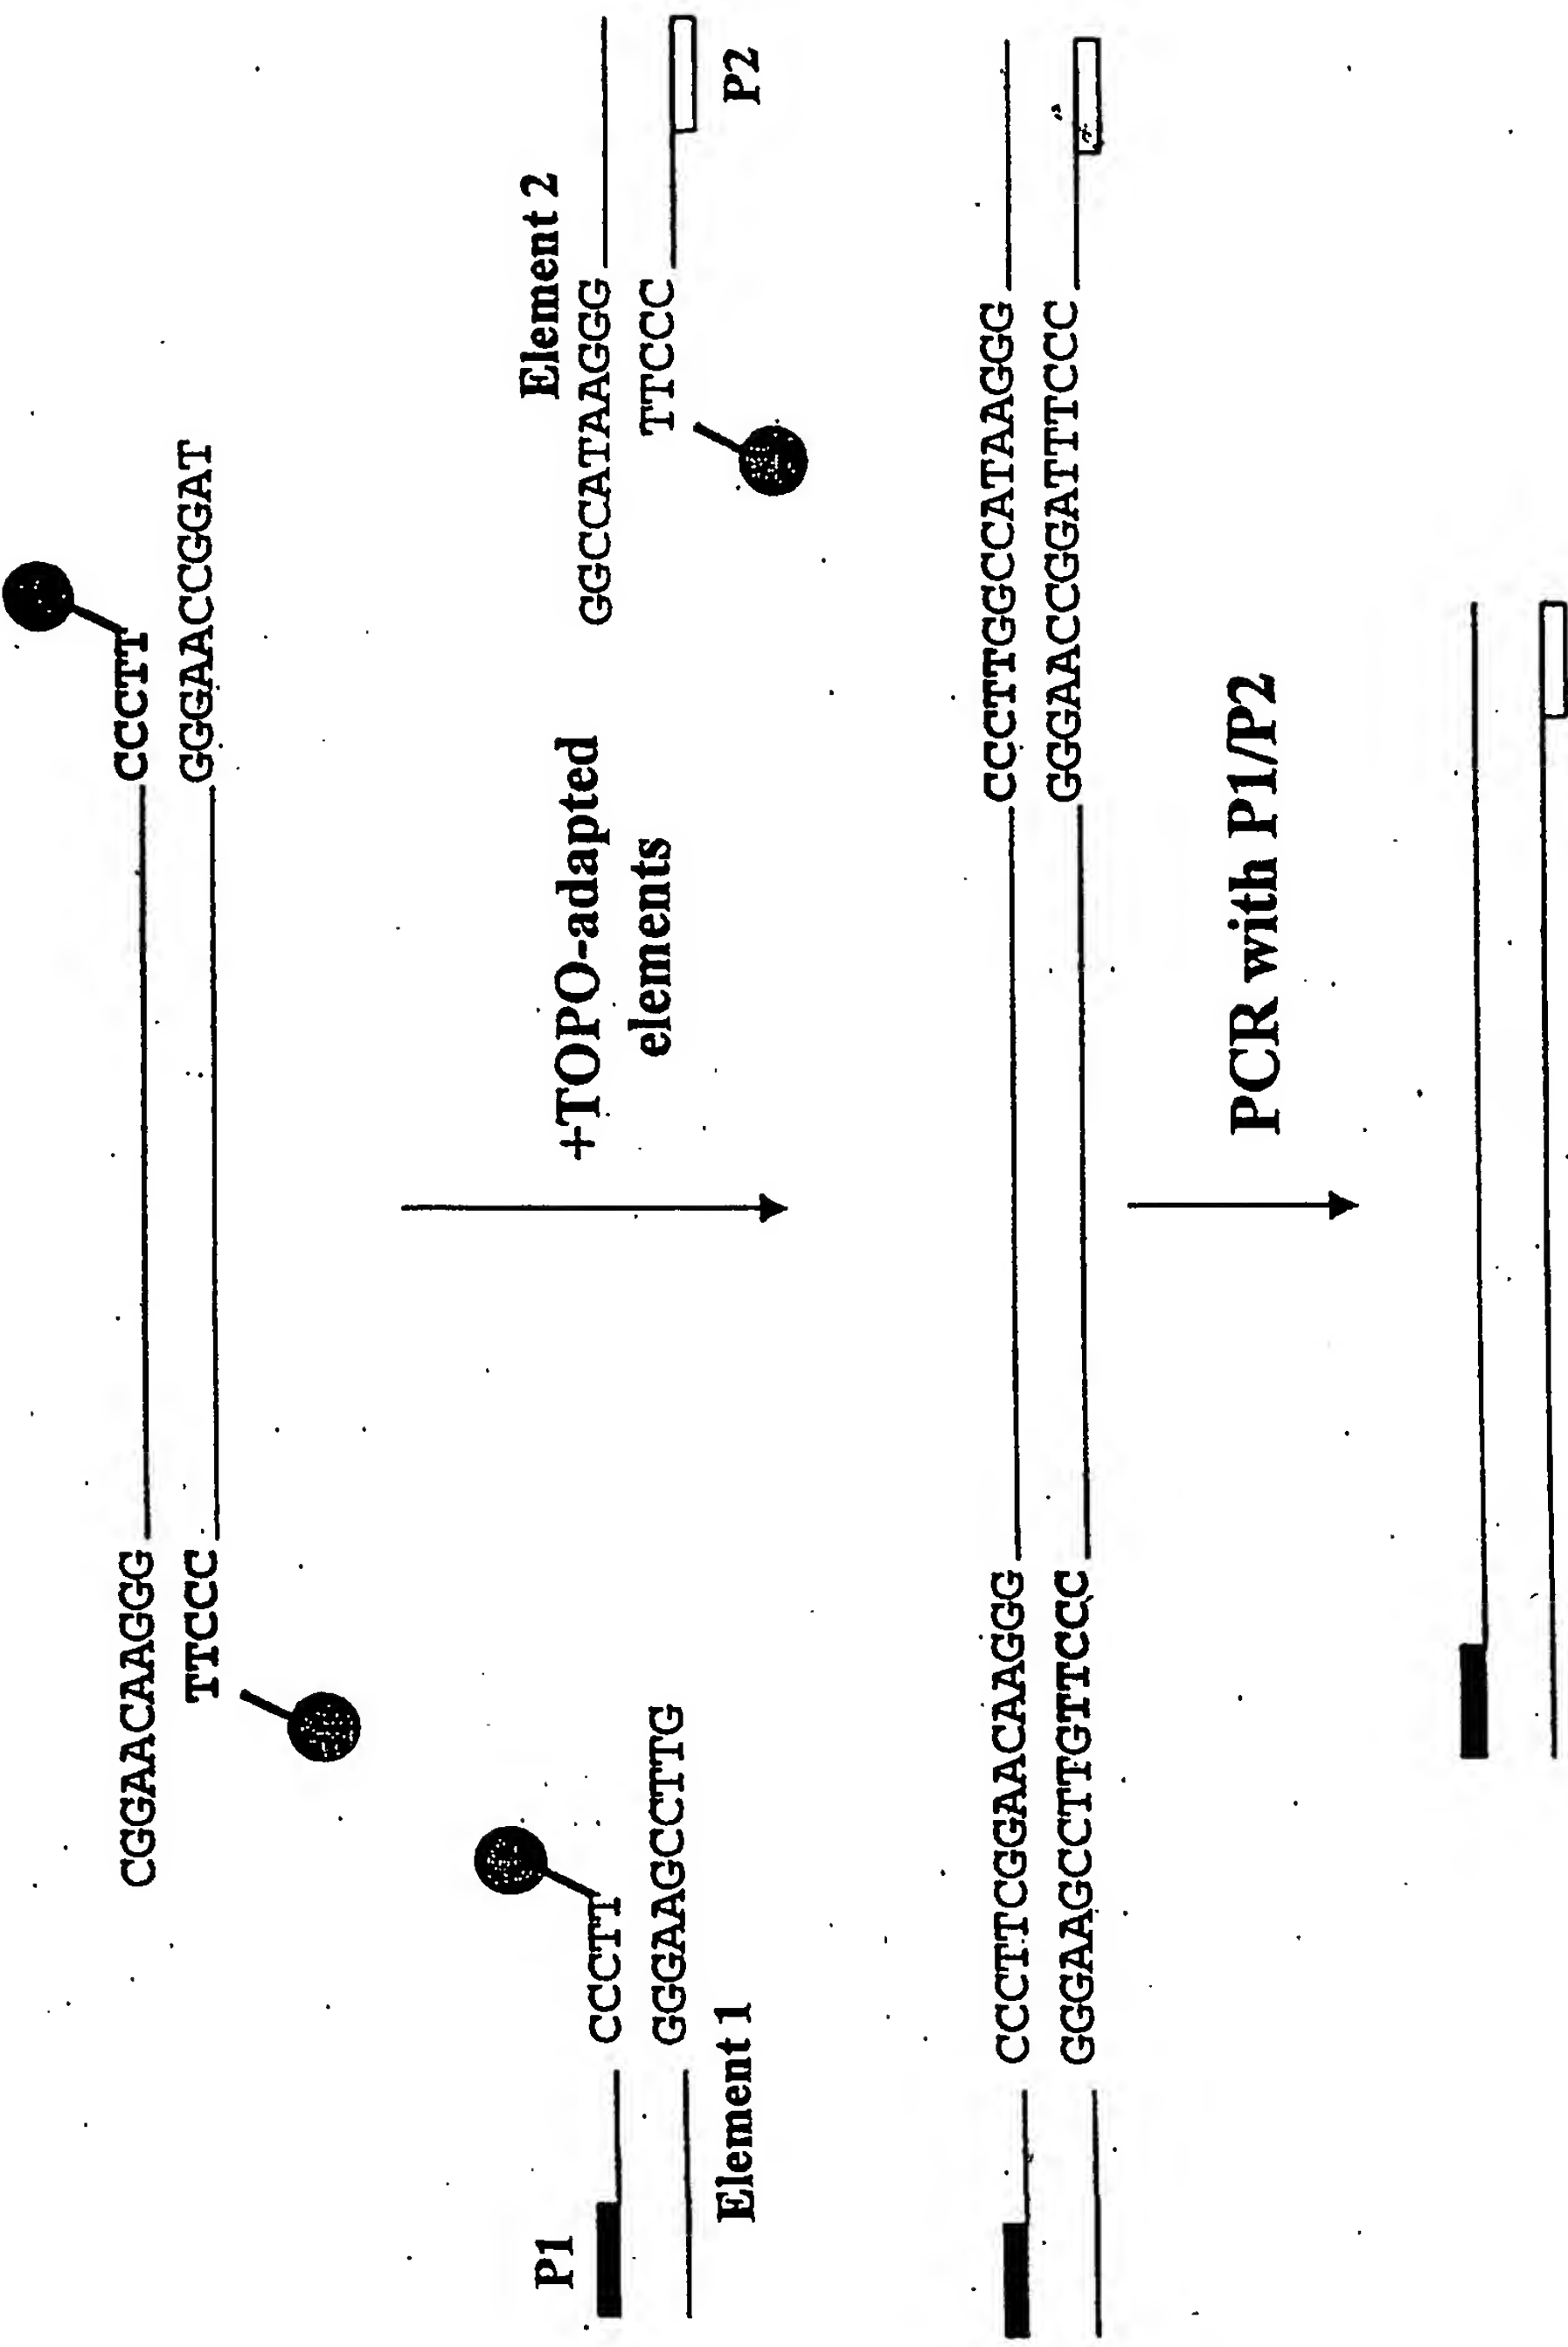 CGGAACAAGGG
CCCTT
TTCCC
GGGAACCGGAT
+TOPO-adapted
elements
P1
CCCTT
GGGAAGCCTTG
Element 1
Element 2
GGCCATAAGGG
TTCCC
P2
CCCTTCGGAACAAGGG
CCCTTGGCCATAAGGG
GGGAAGCCTTGTTCCC
GGGAACCGGATTTCCC
PCR with P1/P2